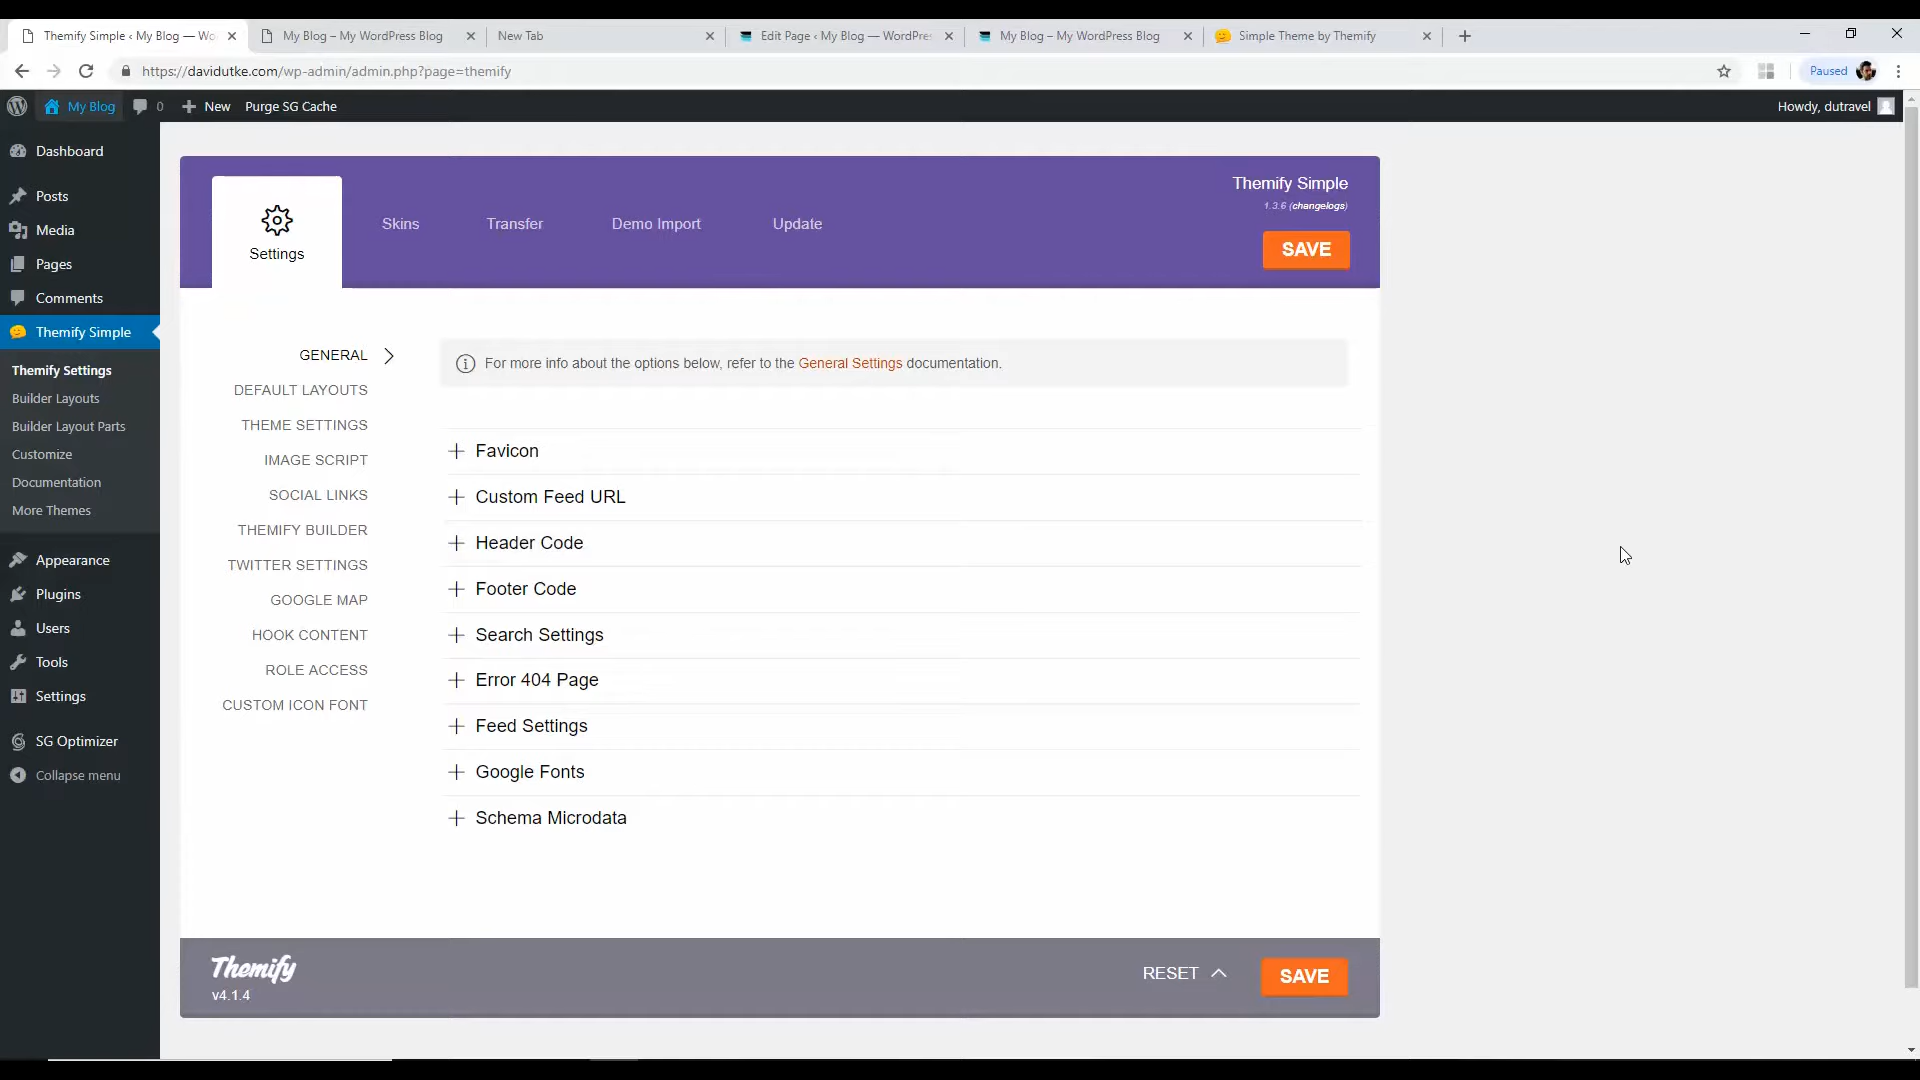 Themify Simple ‹ My Blog — Wo
My Blog – My WordPress Blog
New Tab
Edit Page ‹ My Blog — WordPres
My Blog – My WordPress Blog
Simple Theme by Themify
https://davidutke.com/wp-admin/admin.php?page=themify
Paused
My Blog
0
New
Purge SG Cache
Howdy, dutravel
Dashboard
Posts
Media
Pages
Comments
Themify Simple
Themify Settings
Builder Layouts
Builder Layout Parts
Customize
Documentation
More Themes
Appearance
Plugins
Users
Tools
Settings
SG Optimizer
Collapse menu
Settings
Skins
Transfer
Demo Import
Update
Themify Simple
1.3.6 (changelogs)
SAVE
GENERAL
DEFAULT LAYOUTS
THEME SETTINGS
IMAGE SCRIPT
SOCIAL LINKS
THEMIFY BUILDER
TWITTER SETTINGS
GOOGLE MAP
HOOK CONTENT
ROLE ACCESS
CUSTOM ICON FONT
For more info about the options below, refer to the General Settings documentation.
Favicon
Custom Feed URL
Header Code
Footer Code
Search Settings
Error 404 Page
Feed Settings
Google Fonts
Schema Microdata
Themify
v4.1.4
RESET
SAVE